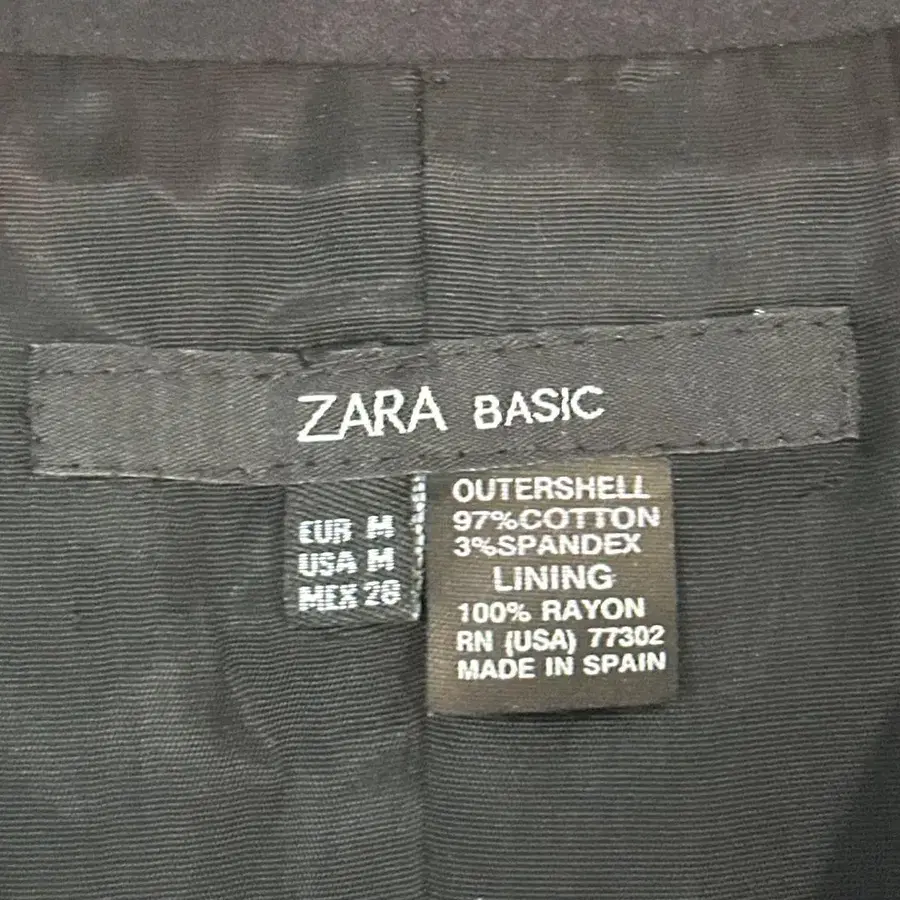 ZARA BASIC
EUR M
USA M
MEX 28
OUTERSHELL
97%COTTON
3%SPANDEX
LINING
100% RAYON
RN (USA) 77302
MADE IN SPAIN